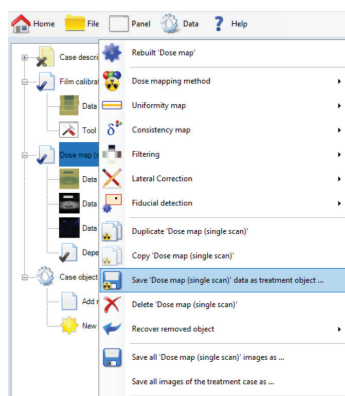 Home File Panel Data ? Help
Case descri
Film calibra
Data
Tool
Dose map (s
Data
Data
Data
Depe
Case object
Add r
New
Rebuilt 'Dose map'
Dose mapping method
Uniformity map
δ Consistency map
Filtering
Lateral Correction
Fiducial detection
Duplicate 'Dose map (single scan)'
Copy 'Dose map (single scan)'
Save 'Dose map (single scan)' data as treatment object ...
Delete 'Dose map (single scan)'
Recover removed object
Save all 'Dose map (single scan)' images as ...
Save all images of the treatment case as ...